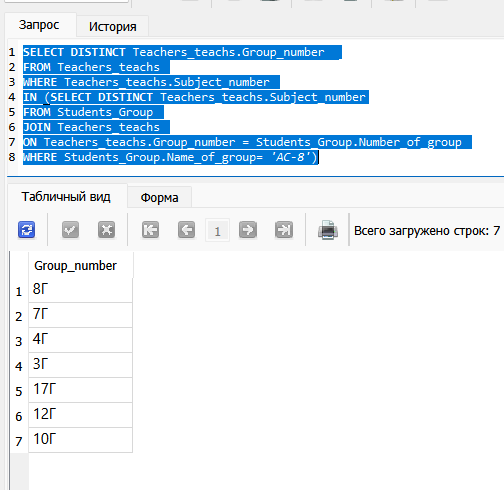 Запрос История
1 SELECT DISTINCT Teachers_teachs.Group_number
2 FROM Teachers_teachs
3 WHERE Teachers_teachs.Subject_number
4 IN (SELECT DISTINCT Teachers_teachs.Subject_number
5 FROM Students_Group
6 JOIN Teachers_teachs
7 ON Teachers_teachs.Group_number = Students_Group.Number_of_group
8 WHERE Students_Group.Name_of_group= 'АС-8')
Табличный вид Форма
1 Всего загружено строк: 7
Group_number
1 8Г
2 7Г
3 4Г
4 3Г
5 17Г
6 12Г
7 10Г